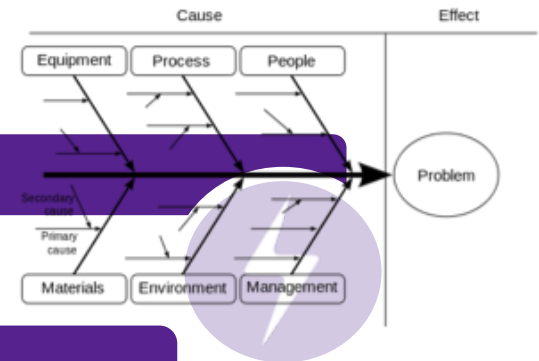 Cause Effect
Equipment Process People
Problem
Secondary
cause
Primary
cause
Materials Environment Management